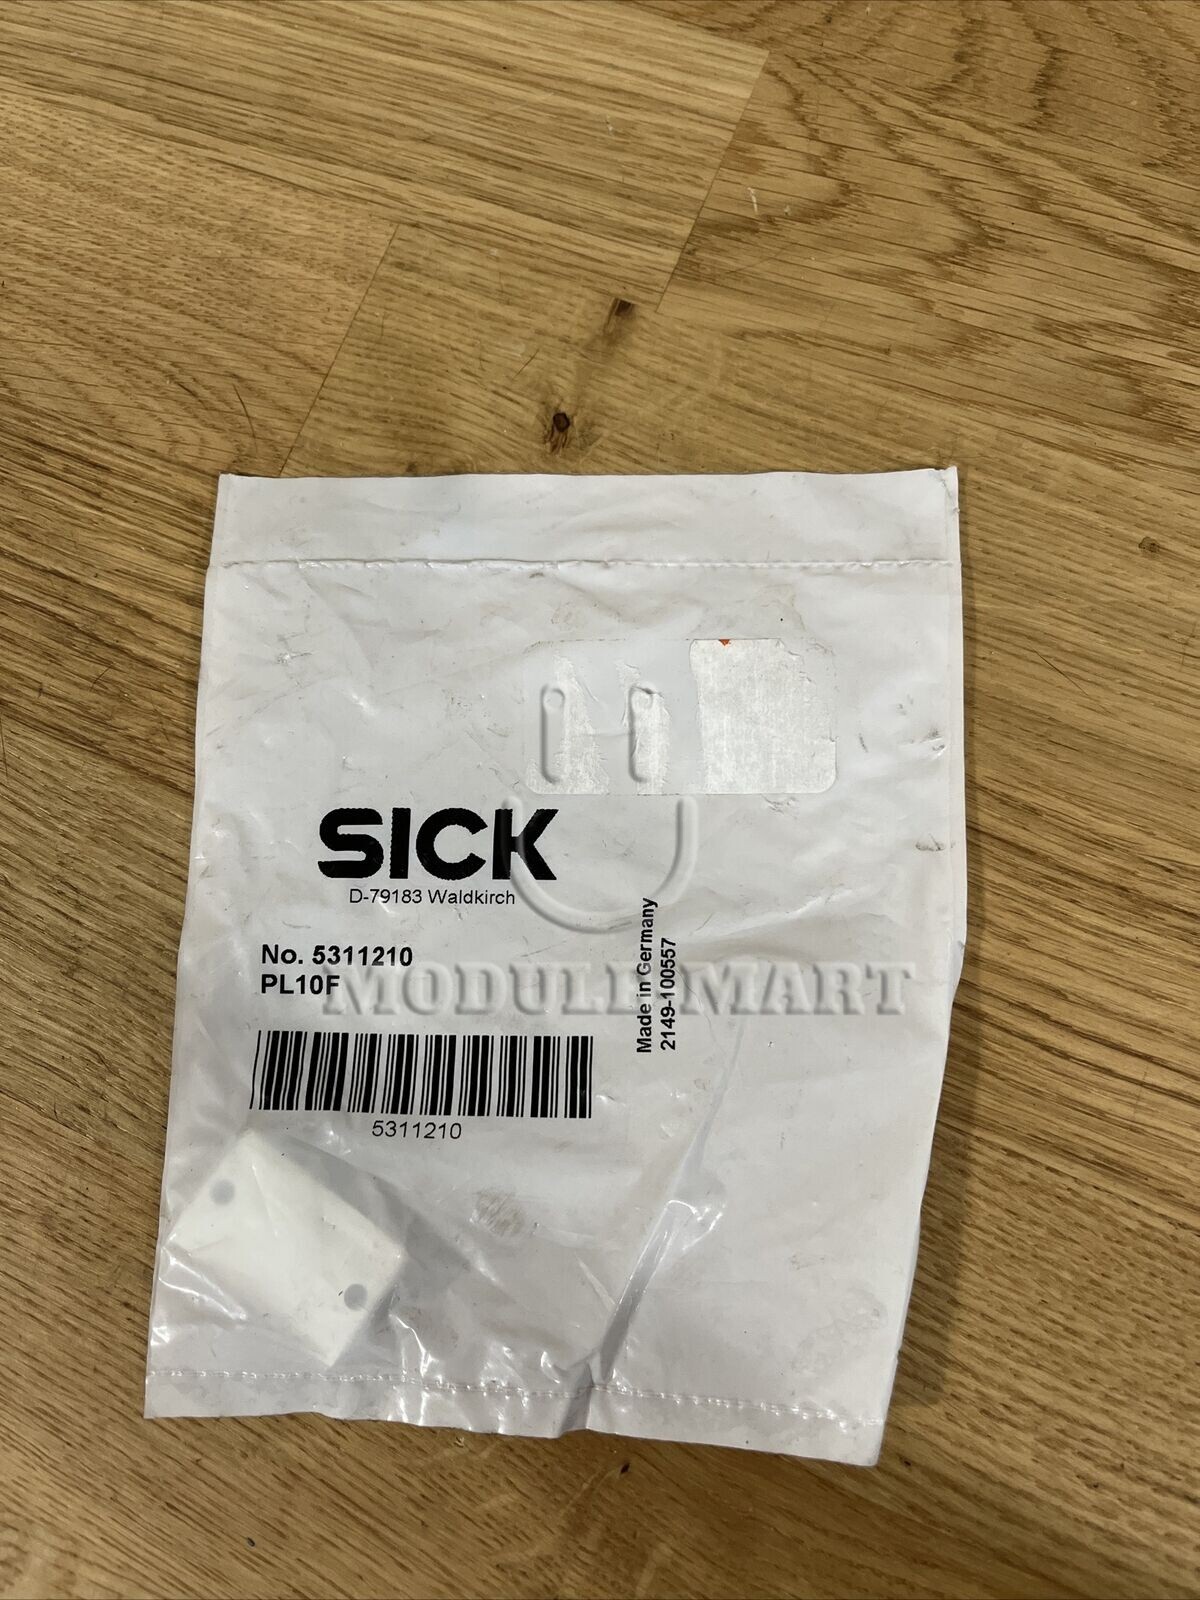 SICK
D-79183 Waldkirch
No. 5311210
PL10F
Made in Germany
2149-100557
5311210
MODULE MART